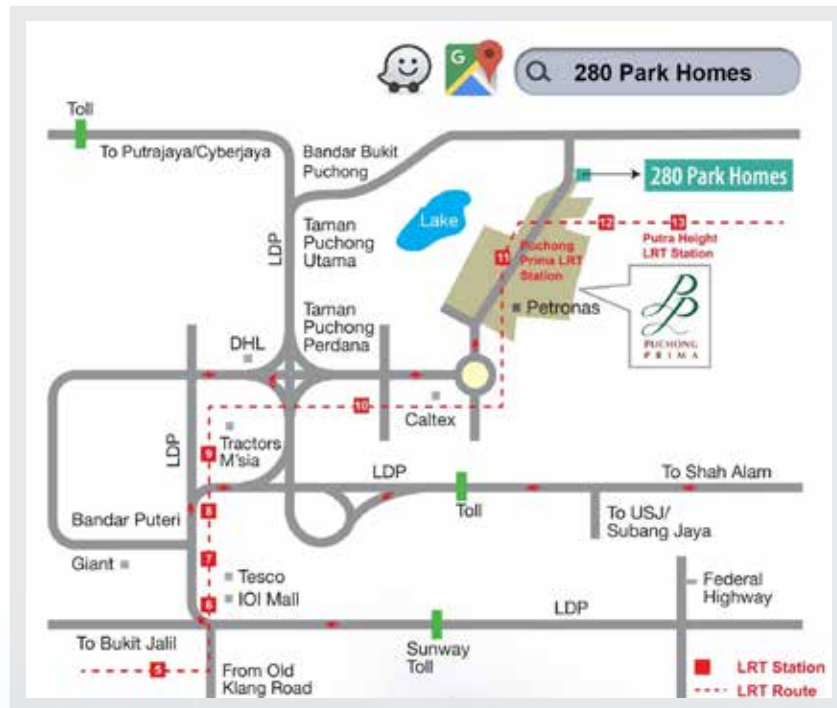 G
280 Park Homes
Toll
To Putrajaya/Cyberjaya
Bandar Bukit
Puchong
280 Park Homes
LDP
Taman
Puchong
Utama
Lake
12
13
11
Puchong
Prima LRT
Station
Putra Height
LRT Station
Petronas
PUCHONG
PRIMA
Taman
Puchong
Perdana
DHL
10
Caltex
LDP
9
Tractors
M'sia
LDP
To Shah Alam
8
Toll
Bandar Puteri
To USJ/
Subang Jaya
7
Giant
Tesco
6
IOI Mall
Federal
Highway
LDP
To Bukit Jalil
Sunway
Toll
5
From Old
Klang Road
LRT Station
LRT Route